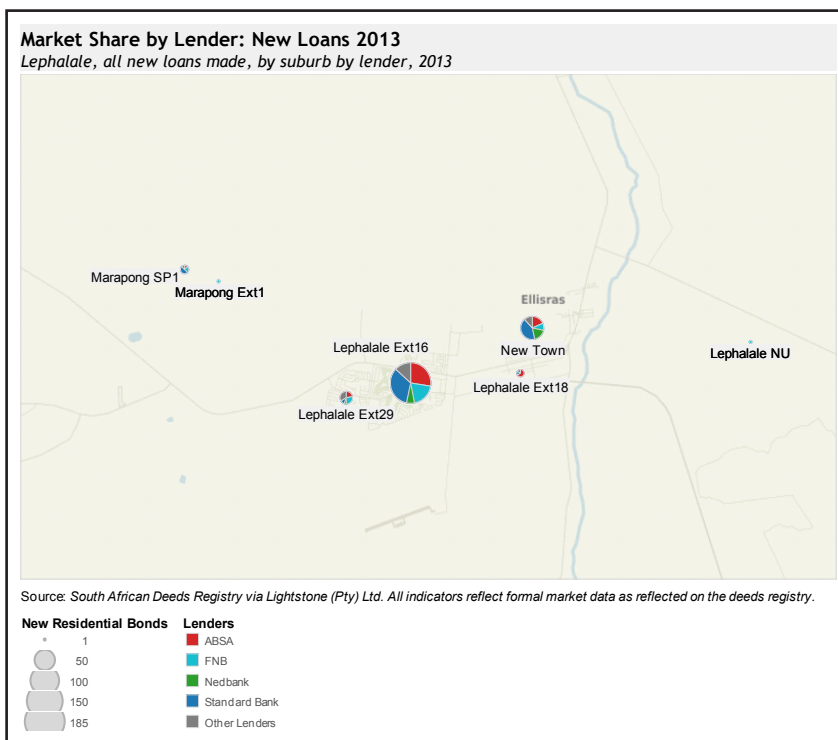 Market Share by Lender: New Loans 2013
Lephalale, all new loans made, by suburb by lender, 2013
Marapong SP1
Marapong Ext1
Ellisras
Lephalale Ext16
New Town
Lephalale NU
Lephalale Ext18
Lephalale Ext29
Source: South African Deeds Registry via Lightstone (Pty) Ltd. All indicators reflect formal market data as reflected on the deeds registry.
New Residential Bonds
1
50
100
150
185
Lenders
ABSA
FNB
Nedbank
Standard Bank
Other Lenders